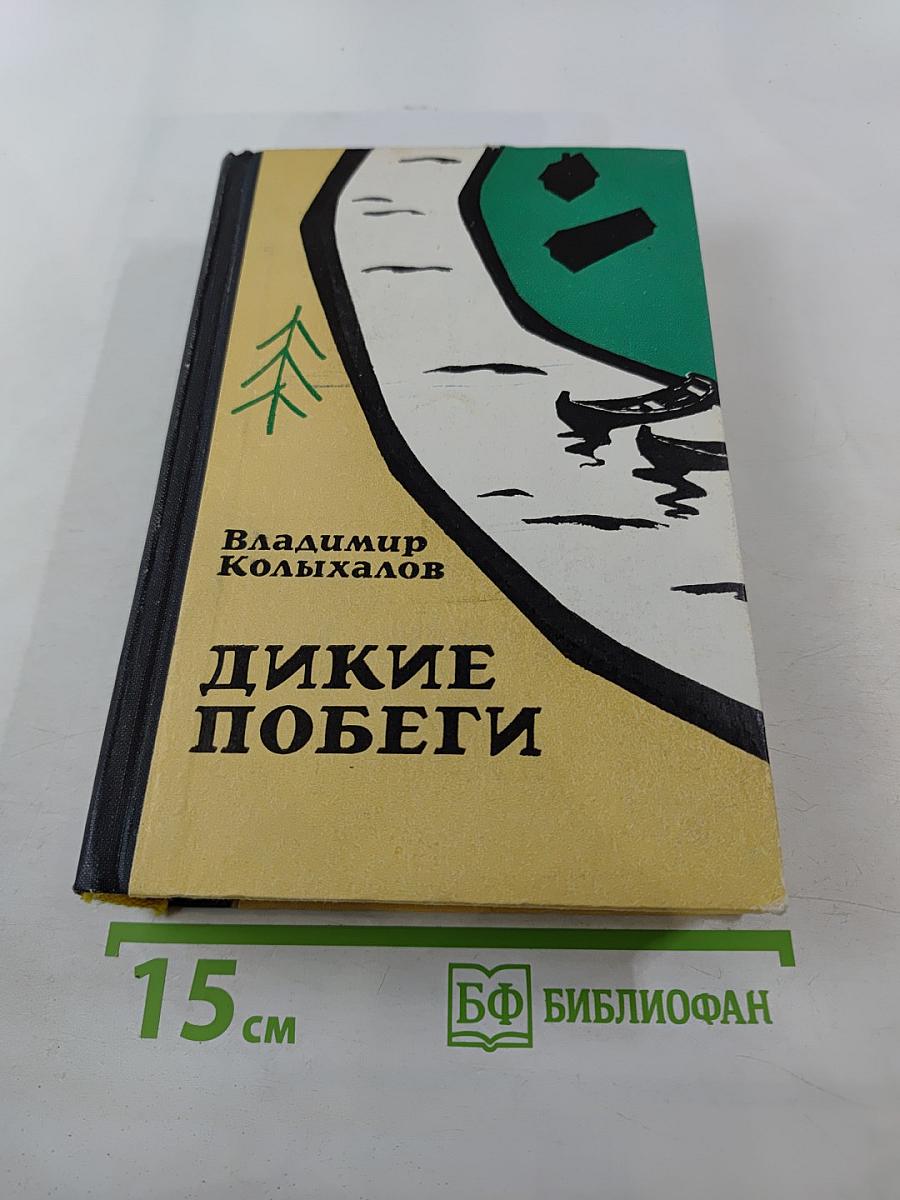 Владимир
Колыхалов
ДИКИЕ
ПОБЕГИ
15 см
БФ БИБЛИОФАН